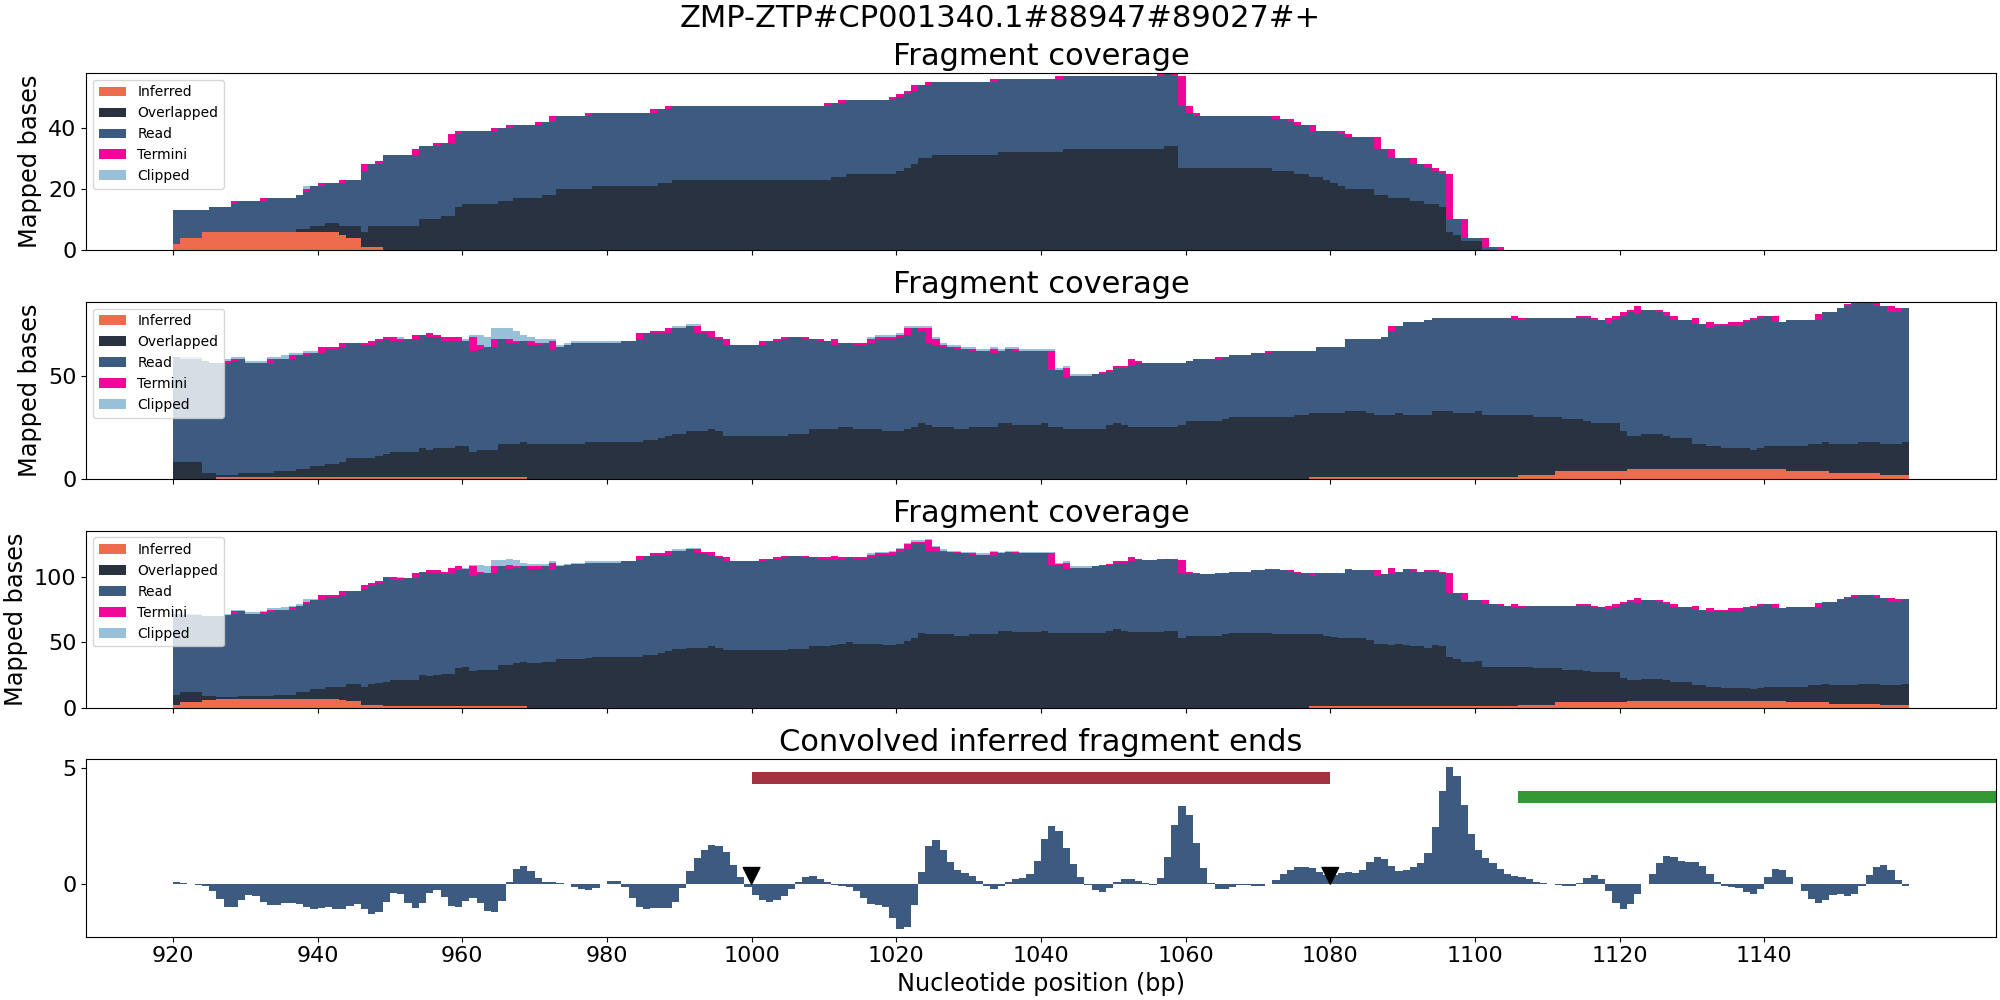 ZMP-ZTP#CP001340.1#88947#89027#+
Fragment coverage
Mapped bases
40
20
0
Inferred
Overlapped
Read
Termini
Clipped
Fragment coverage
Mapped bases
50
0
Inferred
Overlapped
Read
Termini
Clipped
Fragment coverage
Mapped bases
100
50
0
Inferred
Overlapped
Read
Termini
Clipped
Convolved inferred fragment ends
5
0
920 940 960 980 1000 1020 1040 1060 1080 1100 1120 1140
Nucleotide position (bp)